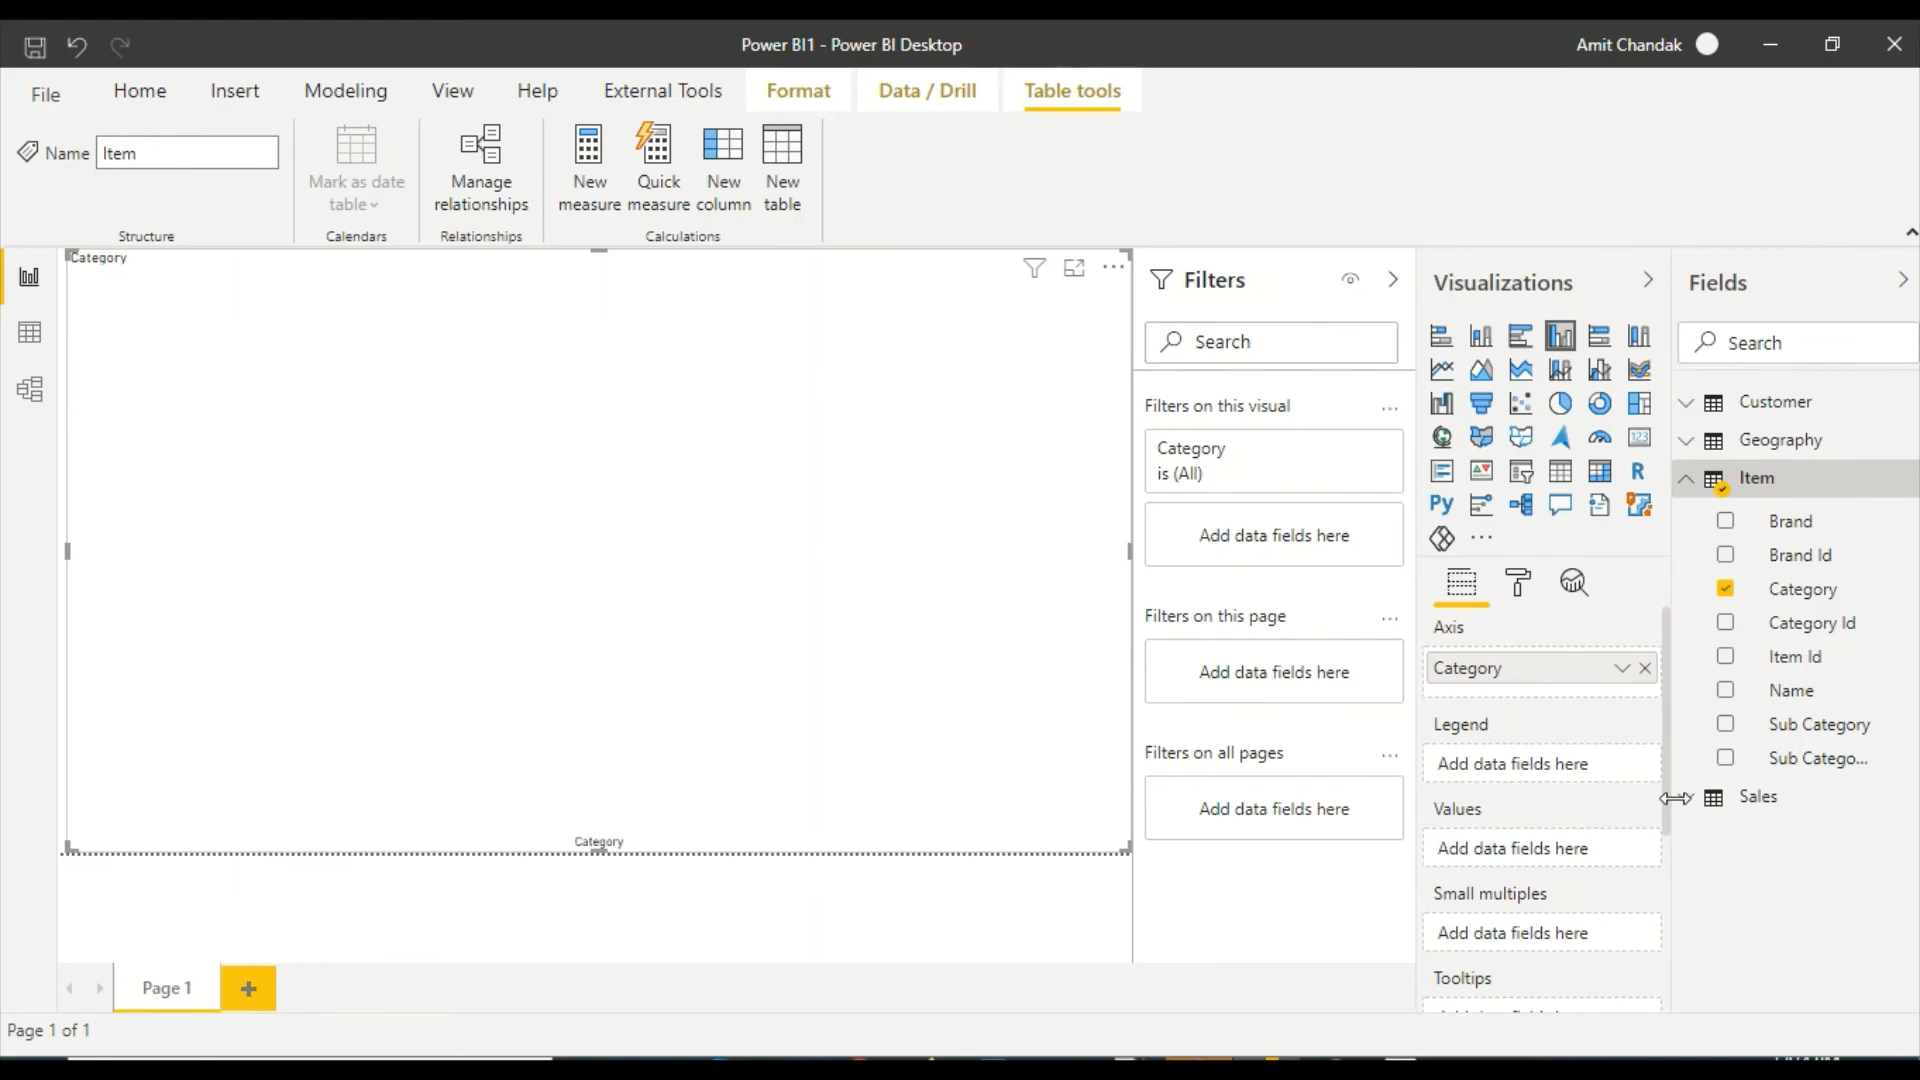 Power BI1 - Power BI Desktop
Amit Chandak
File
Home
Insert
Modeling
View
Help
External Tools
Format
Data / Drill
Table tools
Name
Item
Mark as date
table
Manage
relationships
New
measure
Quick
measure
New
column
New
table
Structure
Calendars
Relationships
Calculations
Category
Category
Filters
Search
Filters on this visual
Category
is (All)
Add data fields here
Filters on this page
Add data fields here
Filters on all pages
Add data fields here
Visualizations
123
R
Py
Axis
Category
Legend
Add data fields here
Values
Add data fields here
Small multiples
Add data fields here
Tooltips
Fields
Search
Customer
Geography
Item
Brand
Brand Id
Category
Category Id
Item Id
Name
Sub Category
Sub Catego...
Sales
Page 1
Page 1 of 1